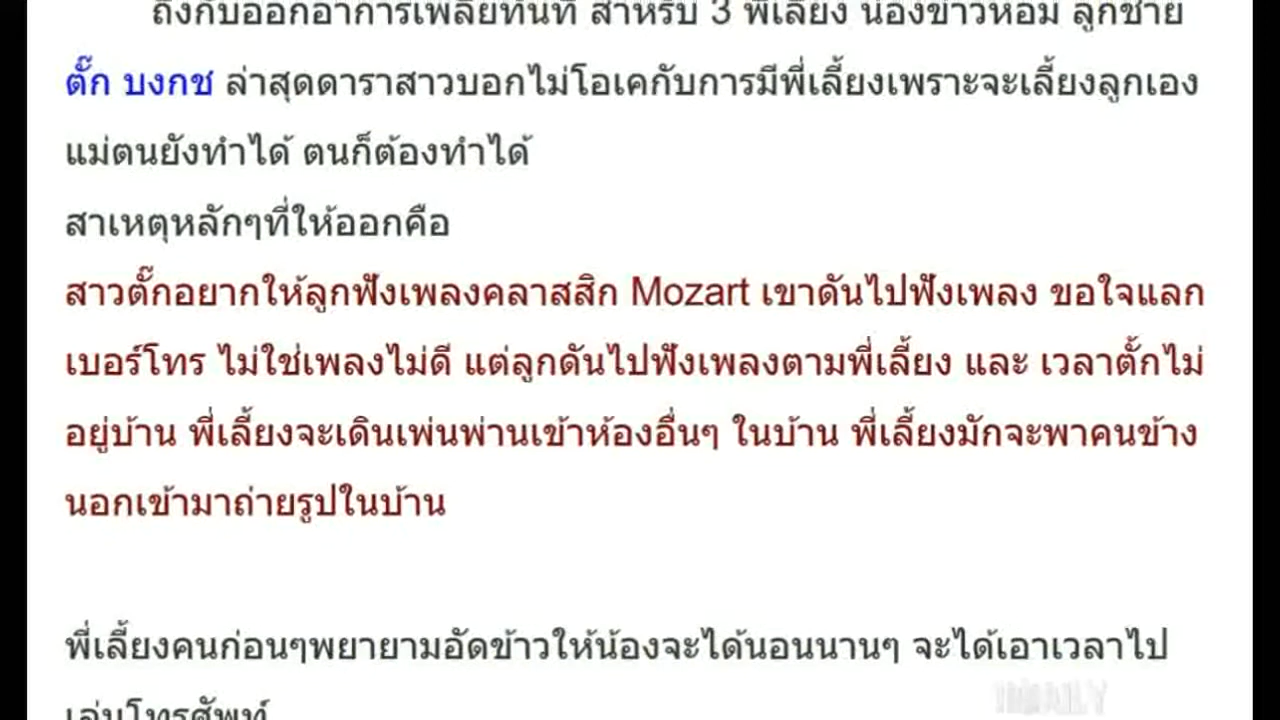 ถึงกับออกอาการเพลียทันที สำหรับ 3 พี่เลี้ยง น้องข้าวหอม ลูกชาย
ตั๊ก บงกช ล่าสุดดาราสาวบอกไม่โอเคกับการมีพี่เลี้ยงเพราะจะเลี้ยงลูกเอง
แม่ตนยังทำได้ ตนก็ต้องทำได้
สาเหตุหลักๆที่ให้ออกคือ
สาวตั๊กอยากให้ลูกฟังเพลงคลาสสิก Mozart เขาดันไปฟังเพลง ขอใจแลก
เบอร์โทร ไม่ใช่เพลงไม่ดี แต่ลูกดันไปฟังเพลงตามพี่เลี้ยง และ เวลาตั้กไม่
อยู่บ้าน พี่เลี้ยงจะเดินเพ่นพ่านเข้าห้องอื่นๆ ในบ้าน พี่เลี้ยงมักจะพาคนข้าง
นอกเข้ามาถ่ายรูปในบ้าน
พี่เลี้ยงคนก่อนๆพยายามอัดข้าวให้น้องจะได้นอนนานๆ จะได้เอาเวลาไป
เล่นโทรศัพท์